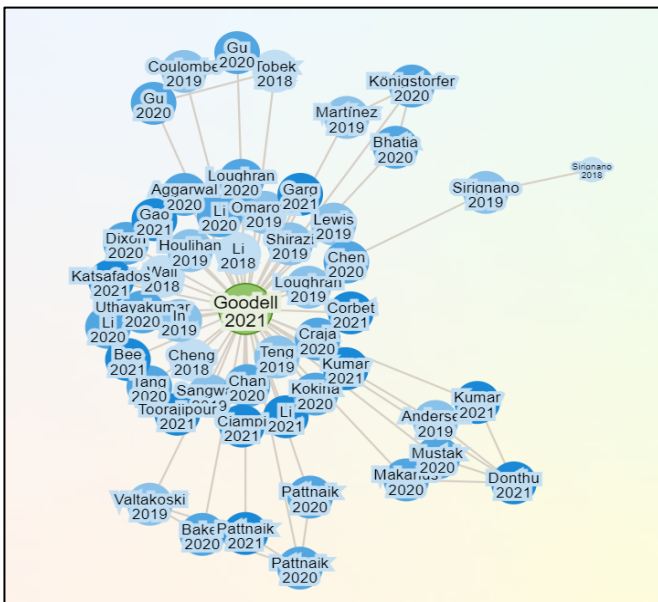 Gu
2020
Coulombe
2019
Tobek
2018
Gu
2020
Königstorfer
2020
Martínez
2019
Bhatia
2020
Sirignano
2018
Sirignano
2019
Loughran
2020
Aggarwal
2020
Garg
2021
Gao
2021
Li
2020
Omaro
2019
Lewis
2019
Dixon
2020
Houlihan
2019
Li
2018
Shirazi
2019
Chen
2020
Katsafados
2021
Wall
2018
Loughran
2019
Goodell
2021
Uthayakumar
2020
Li
2020
In
2019
Corbet
2021
Craja
2020
Bee
2021
Cheng
2018
Teng
2019
Kumar
2021
Tang
2020
Sangwa
2019
Chan
2020
Kokina
2020
Kumar
2021
Toorajipour
2021
Ciampi
2021
Li
2021
Anderse
2019
Mustak
2020
Makarius
2020
Donthu
2021
Valtakoski
2019
Pattnaik
2020
Bake
2020
Pattnaik
2021
Pattnaik
2020